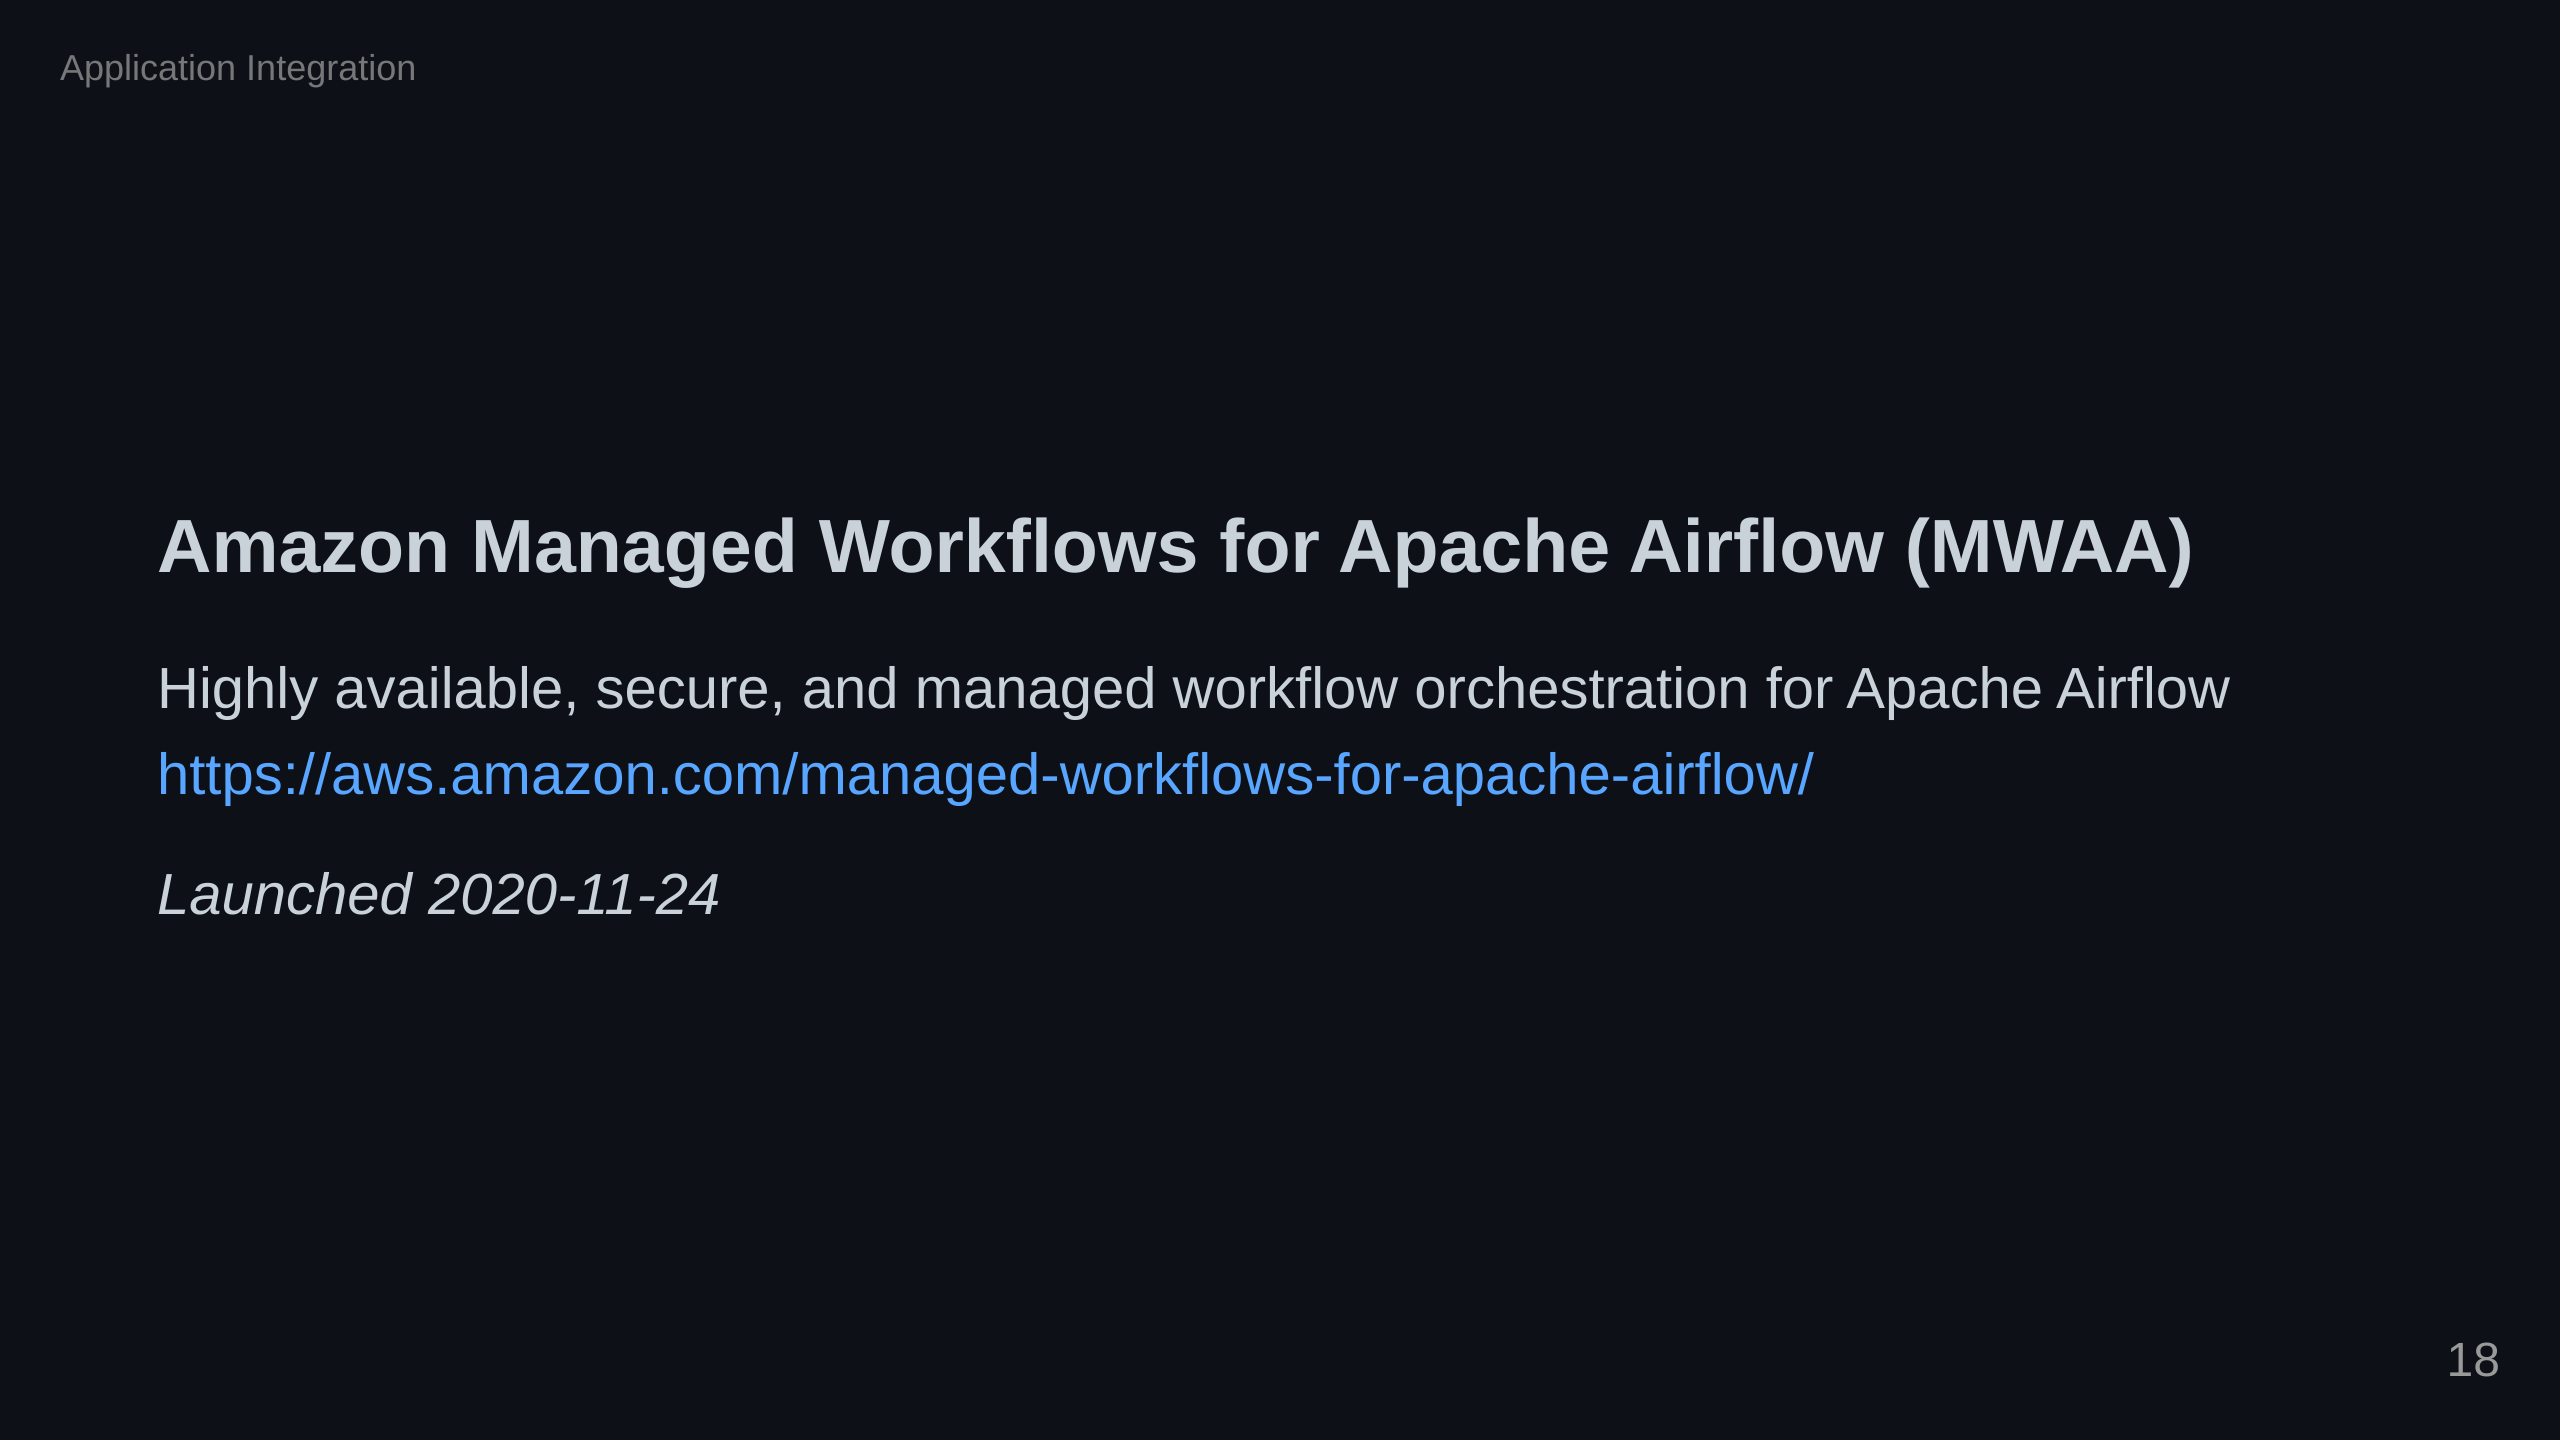 Application Integration
Amazon Managed Workflows for Apache Airflow (MWAA)
Highly available, secure, and managed workflow orchestration for Apache Airflow
https://aws.amazon.com/managed-workflows-for-apache-airflow/
Launched 2020-11-24
18